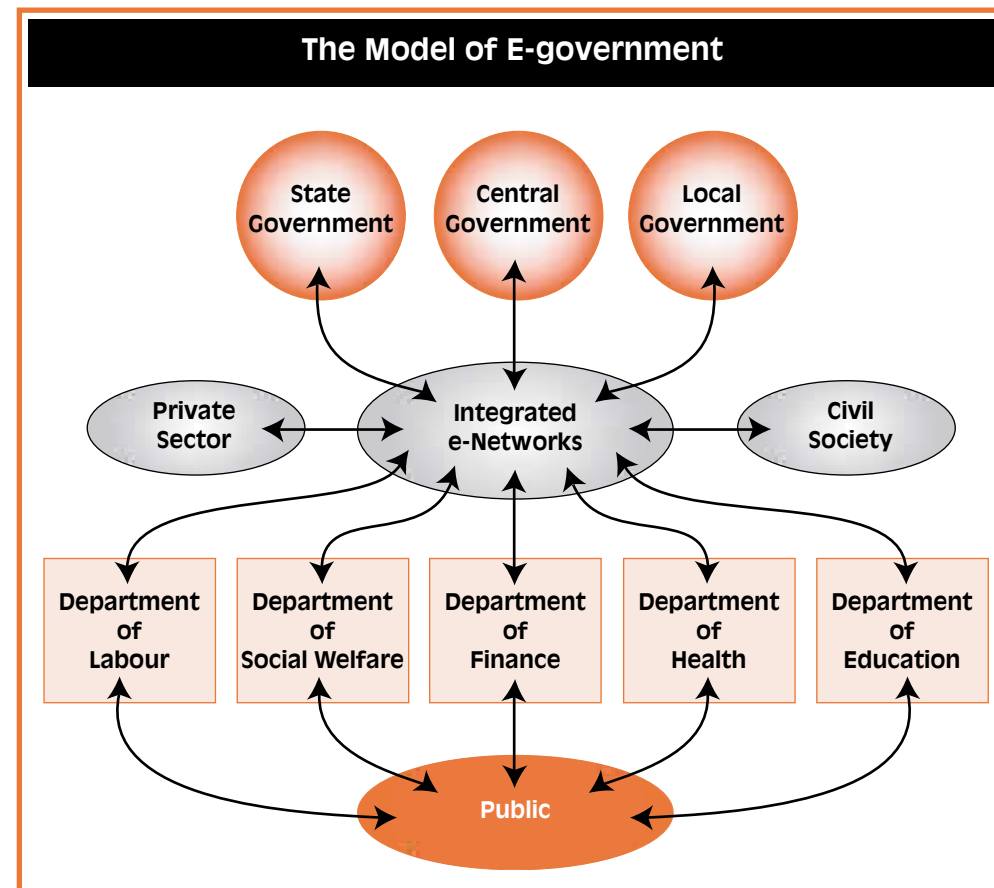 The Model of E-government
State
Government
Central
Government
Local
Government
Private
Sector
Integrated
e-Networks
Civil
Society
Department
of
Labour
Department
of
Social Welfare
Department
of
Finance
Department
of
Health
Department
of
Education
Public